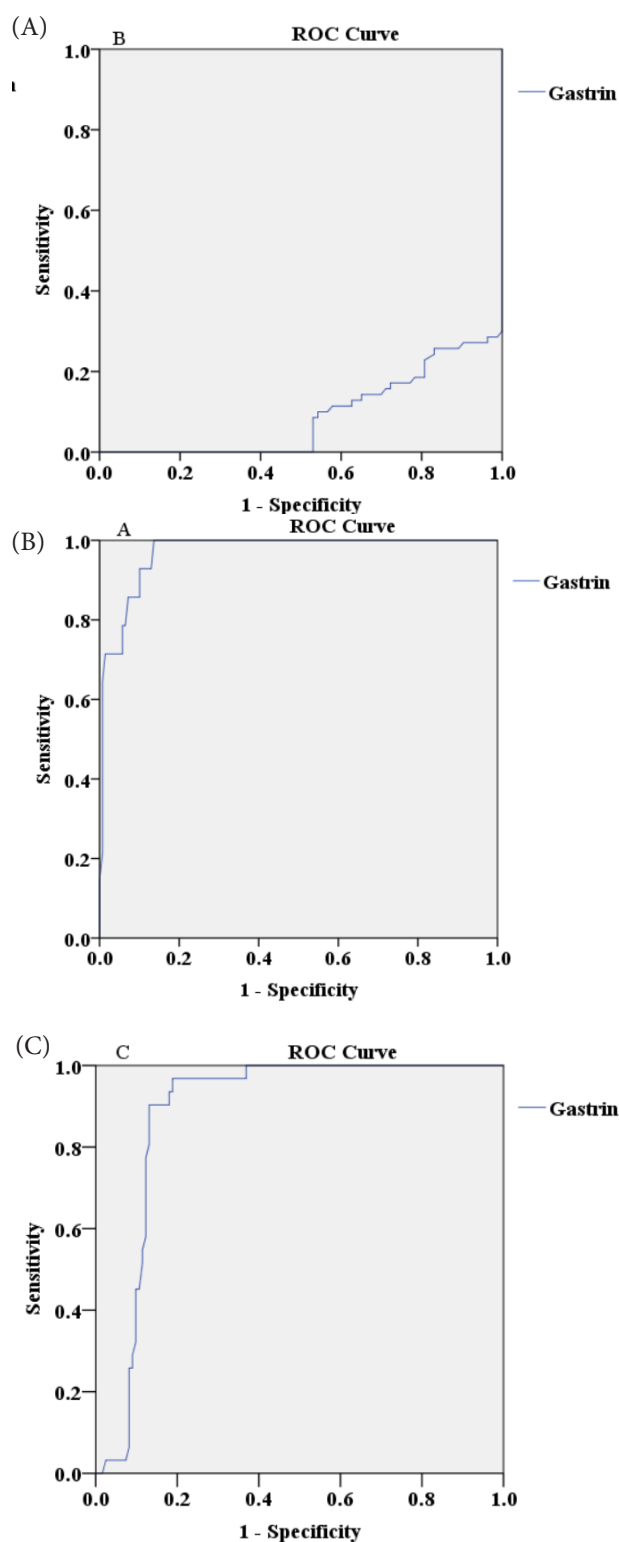 (A)
B ROC Curve
1.0
0.8
0.6
0.4
0.2
0.0
Sensitivity
Gastrin
0.0 0.2 0.4 0.6 0.8 1.0
1 - Specificity
(B)
A ROC Curve
1.0
0.8
0.6
0.4
0.2
0.0
Sensitivity
Gastrin
0.0 0.2 0.4 0.6 0.8 1.0
1 - Specificity
(C)
C ROC Curve
1.0
0.8
0.6
0.4
0.2
0.0
Sensitivity
Gastrin
0.0 0.2 0.4 0.6 0.8 1.0
1 - Specificity